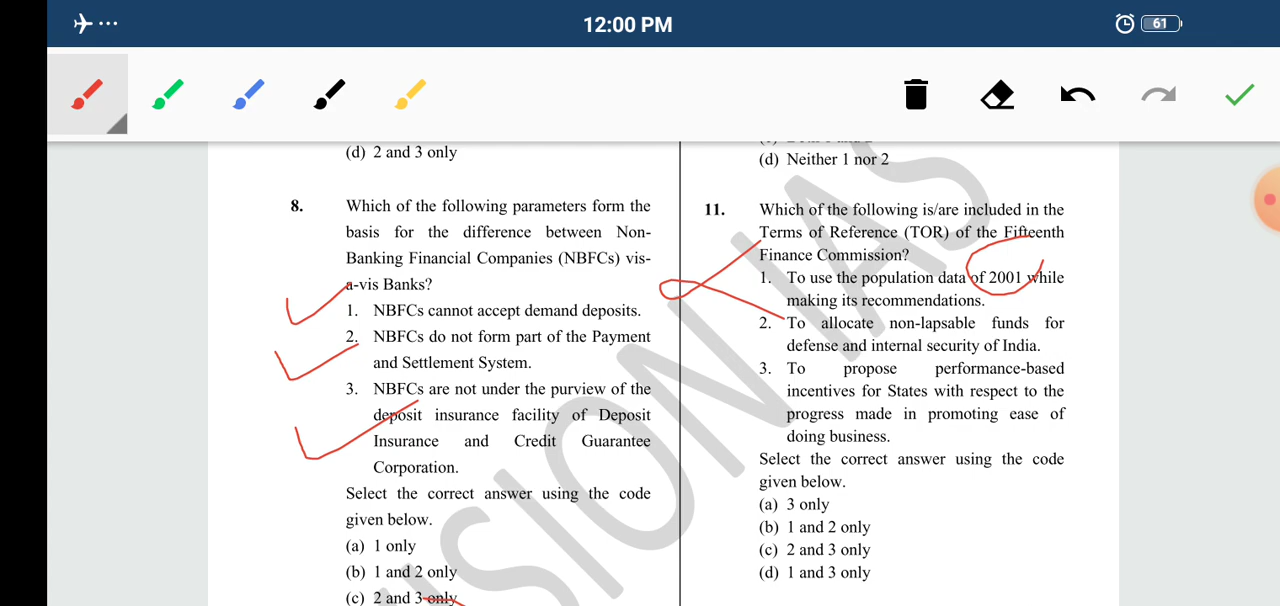 12:00 PM
61
(d) 2 and 3 only
8. Which of the following parameters form the
basis for the difference between Non-
Banking Financial Companies (NBFCs) vis-
a-vis Banks?
1. NBFCs cannot accept demand deposits.
2. NBFCs do not form part of the Payment
and Settlement System.
3. NBFCs are not under the purview of the
deposit insurance facility of Deposit
Insurance and Credit Guarantee
Corporation.
Select the correct answer using the code
given below.
(a) 1 only
(b) 1 and 2 only
(c) 2 and 3 only
(d) Neither 1 nor 2
11. Which of the following is/are included in the
Terms of Reference (TOR) of the Fifteenth
Finance Commission?
1. To use the population data of 2001 while
making its recommendations.
2. To allocate non-lapsable funds for
defense and internal security of India.
3. To propose performance-based
incentives for States with respect to the
progress made in promoting ease of
doing business.
Select the correct answer using the code
given below.
(a) 3 only
(b) 1 and 2 only
(c) 2 and 3 only
(d) 1 and 3 only
VISION IAS